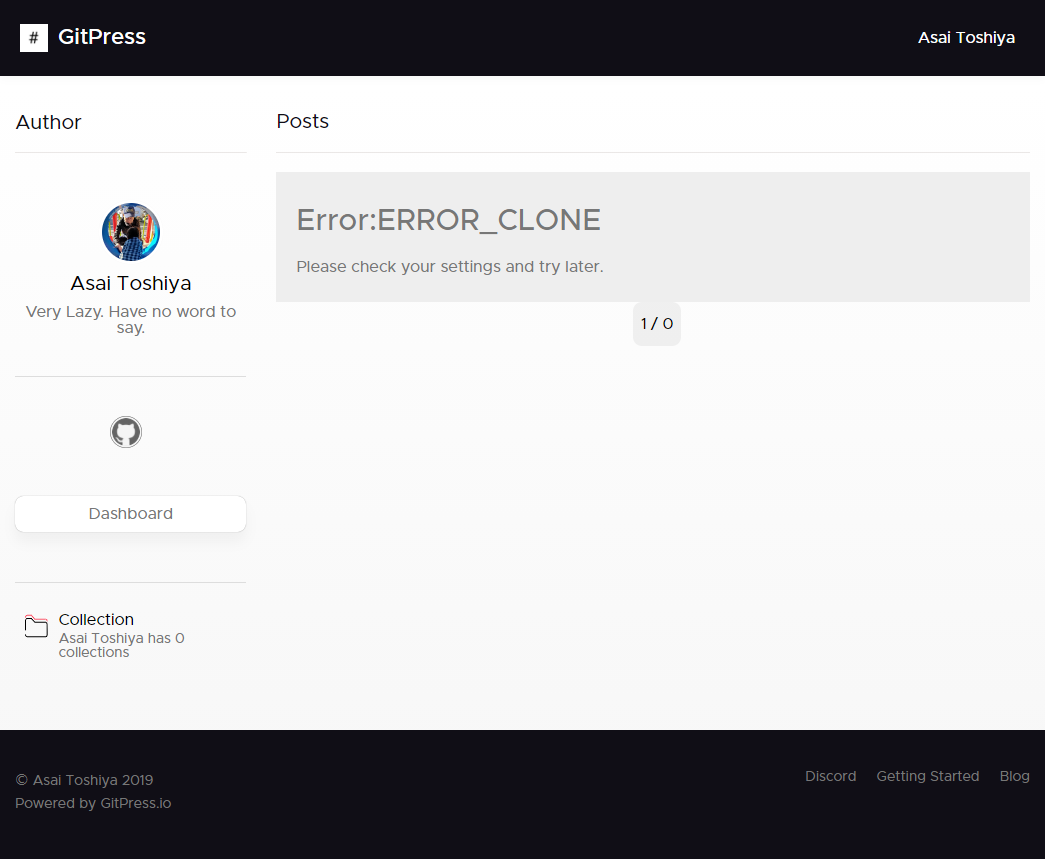 # GitPress
Asai Toshiya
Author
Asai Toshiya
Very Lazy. Have no word to
say.
Dashboard
Collection
Asai Toshiya has 0
collections
Posts
Error:ERROR_CLONE
Please check your settings and try later.
1 / 0
© Asai Toshiya 2019
Powered by GitPress.io
Discord
Getting Started
Blog